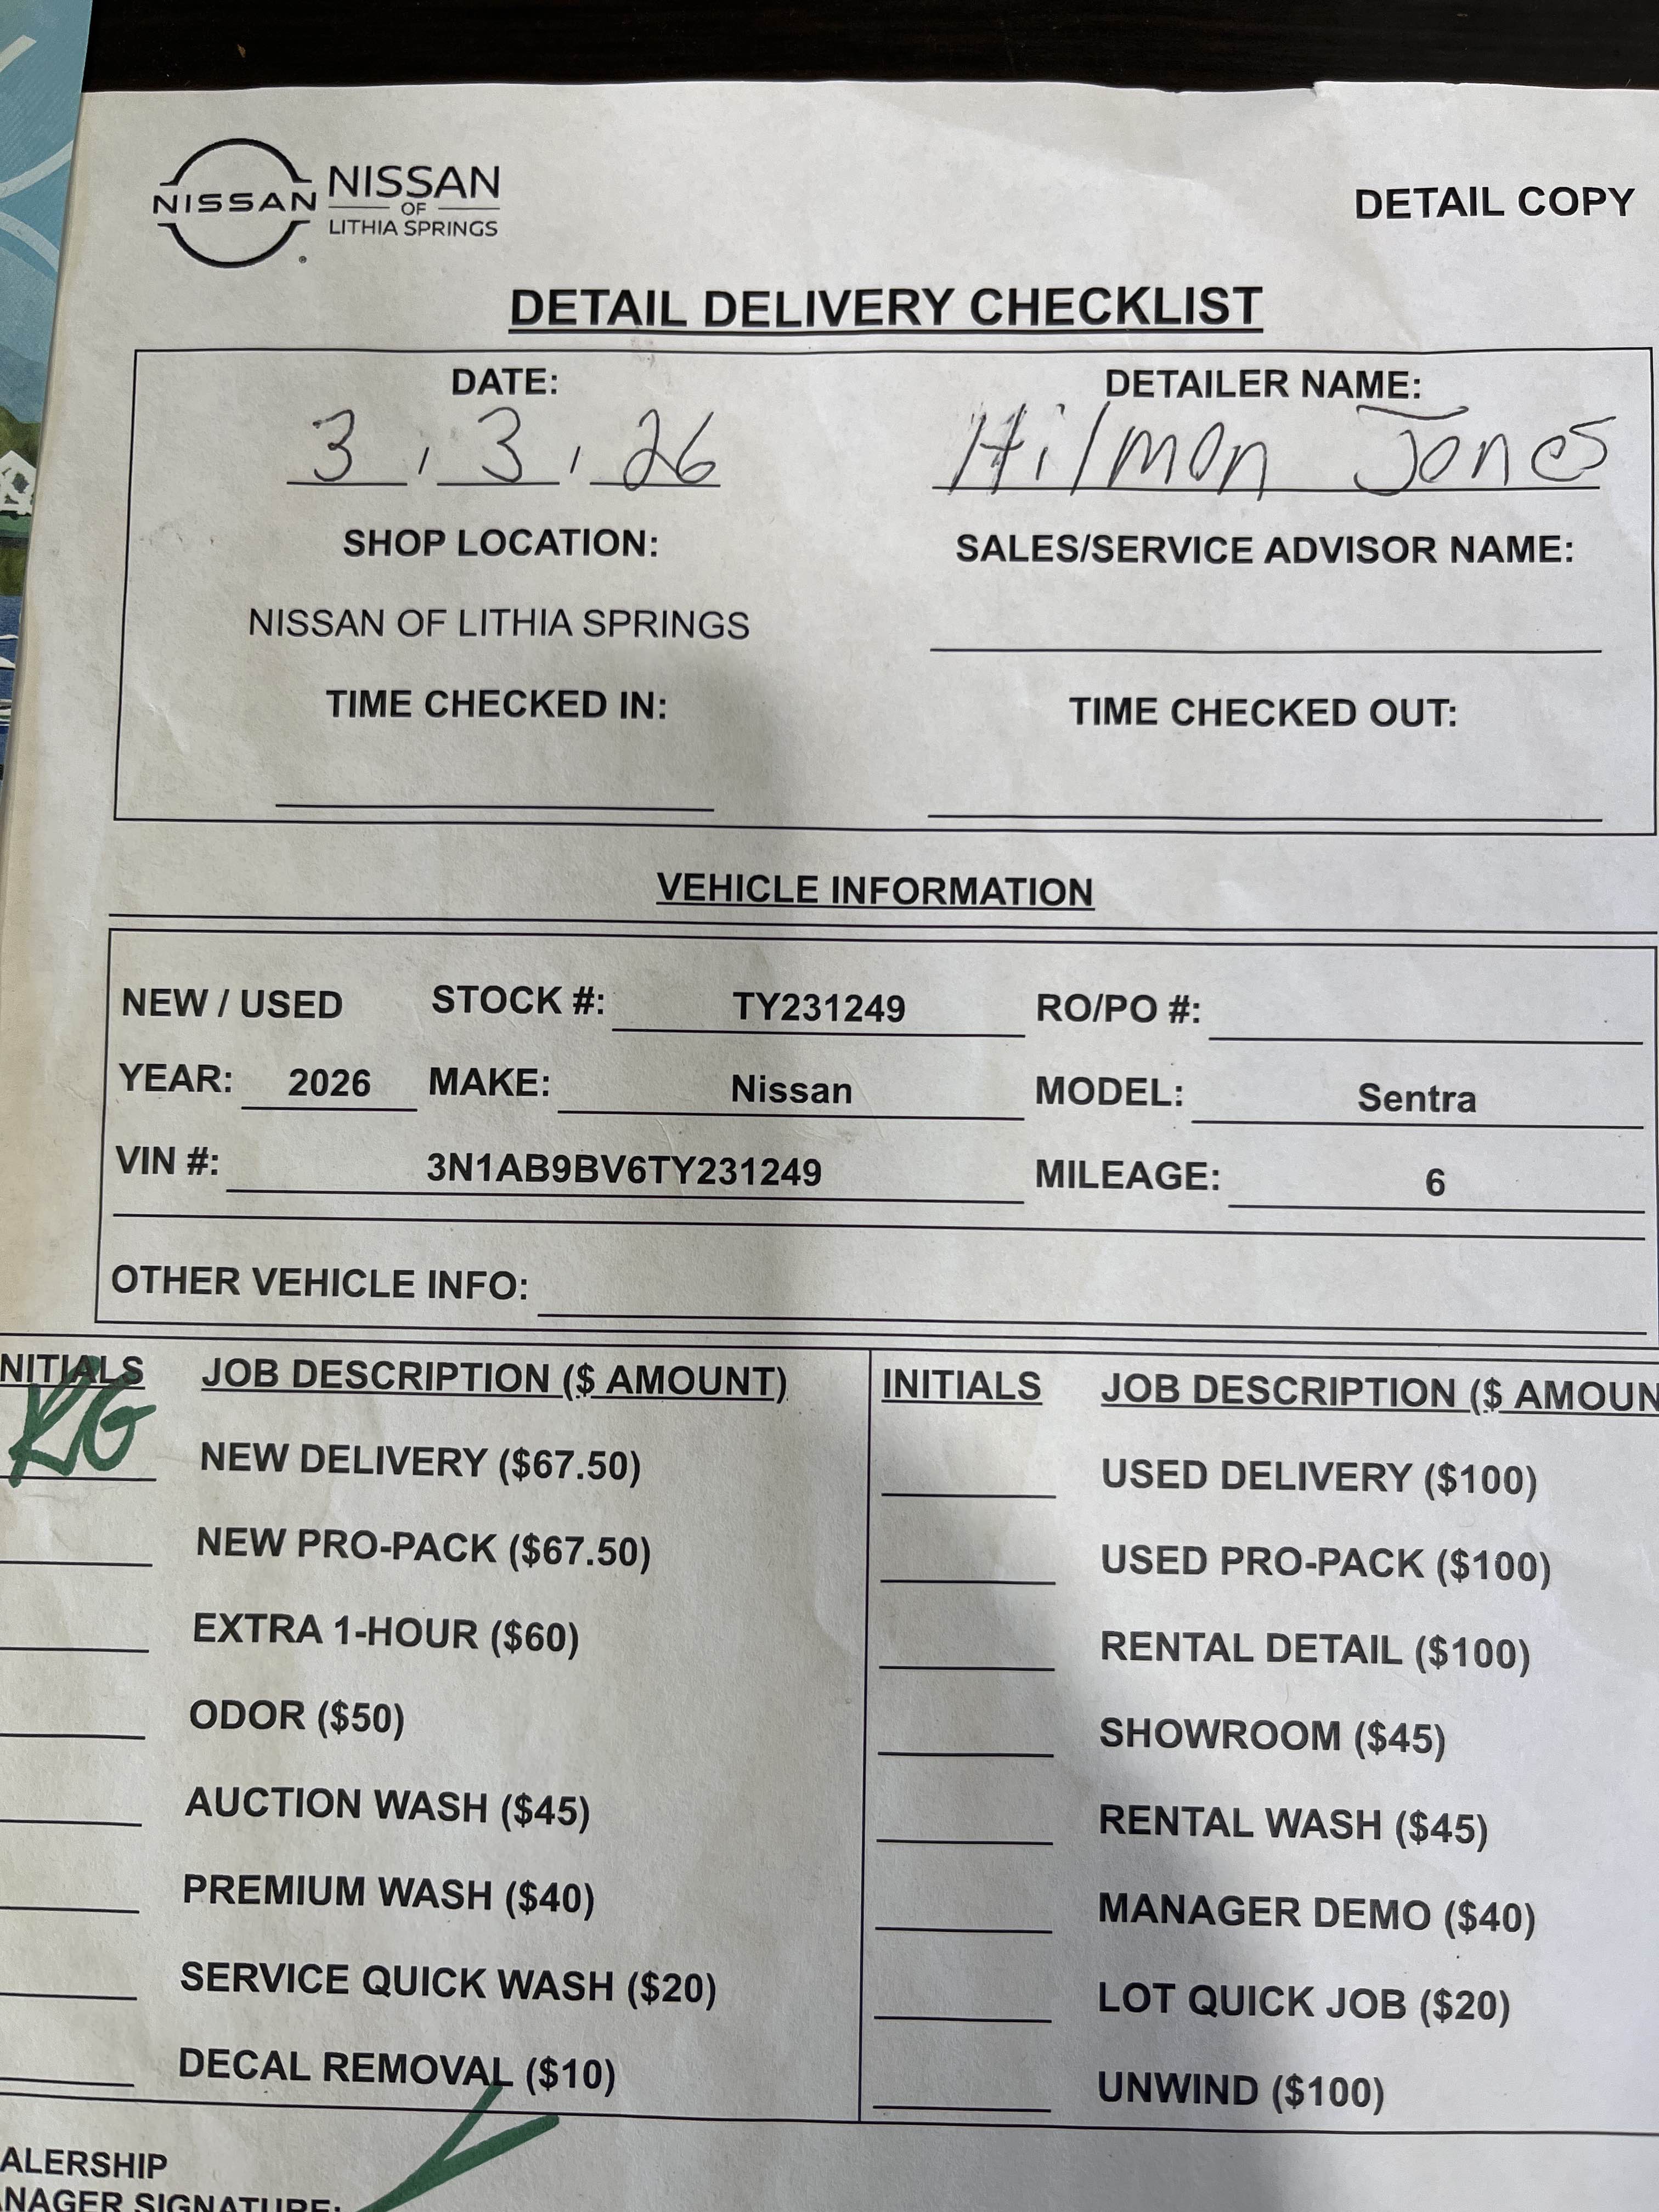 NISSAN NISSAN
OF
LITHIA SPRINGS
DETAIL COPY
DETAIL DELIVERY CHECKLIST
DATE: DETAILER NAME:
3 , 3 , 26 Hilmon Jones
SHOP LOCATION: SALES/SERVICE ADVISOR NAME:
NISSAN OF LITHIA SPRINGS
TIME CHECKED IN: TIME CHECKED OUT:
VEHICLE INFORMATION
NEW / USED STOCK #: TY231249 RO/PO #:
YEAR: 2026 MAKE: Nissan MODEL: Sentra
VIN #: 3N1AB9BV6TY231249 MILEAGE: 6
OTHER VEHICLE INFO:
NITIALS JOB DESCRIPTION ($ AMOUNT) INITIALS JOB DESCRIPTION ($ AMOUN
RG NEW DELIVERY ($67.50) USED DELIVERY ($100)
NEW PRO-PACK ($67.50) USED PRO-PACK ($100)
EXTRA 1-HOUR ($60) RENTAL DETAIL ($100)
ODOR ($50) SHOWROOM ($45)
AUCTION WASH ($45) RENTAL WASH ($45)
PREMIUM WASH ($40) MANAGER DEMO ($40)
SERVICE QUICK WASH ($20) LOT QUICK JOB ($20)
DECAL REMOVAL ($10) UNWIND ($100)
ALERSHIP
NAGER SIGNATURE: